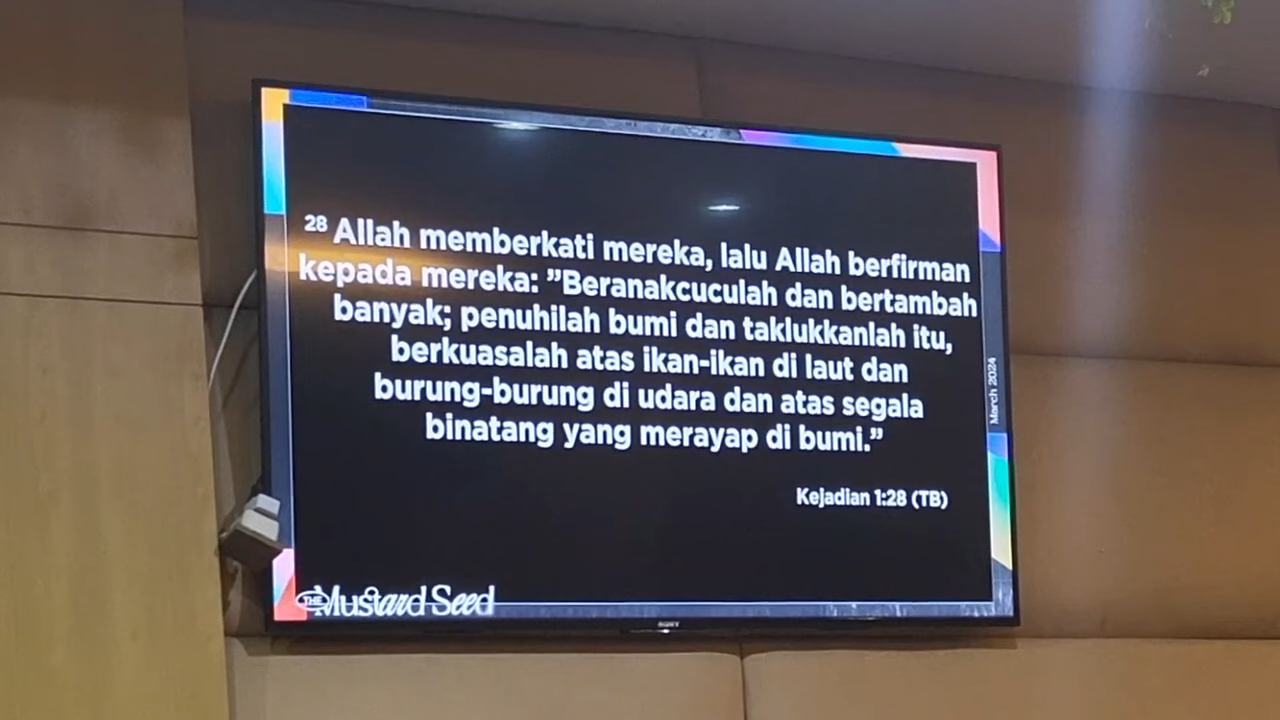 28 Allah memberkati mereka, lalu Allah berfirman
kepada mereka: ”Beranakcuculah dan bertambah
banyak; penuhilah bumi dan taklukkanlah itu,
berkuasalah atas ikan-ikan di laut dan
burung-burung di udara dan atas segala
binatang yang merayap di bumi.”
Kejadian 1:28 (TB)
March 2024
THE Mustard Seed
SONY